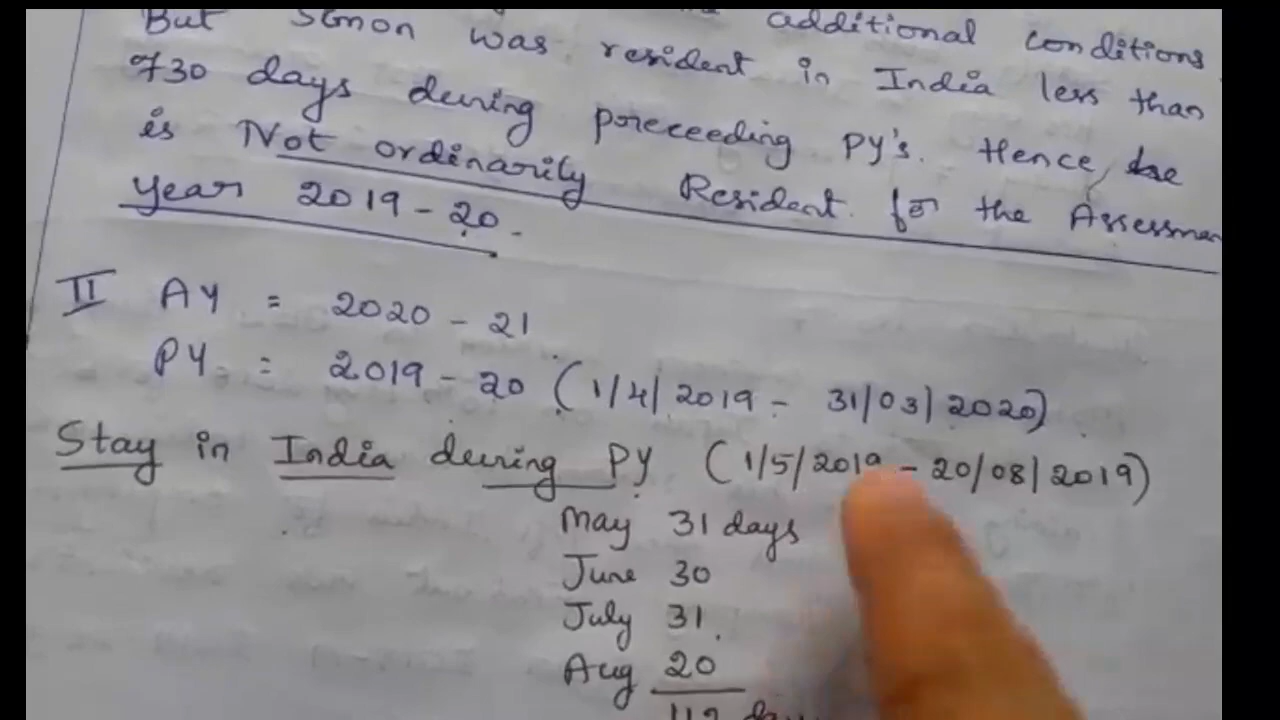 additional conditions
But Simon was resident in India less than
730 days during preceeding PY's. Hence, he
is Not ordinarily Resident for the Assessmen
year 2019-20.
II AY = 2020-21
PY = 2019-20 (1/4/2019 - 31/03/2020)
Stay in India during PY (1/5/2019 - 20/08/2019)
May 31 days
June 30
July 31
Aug 20